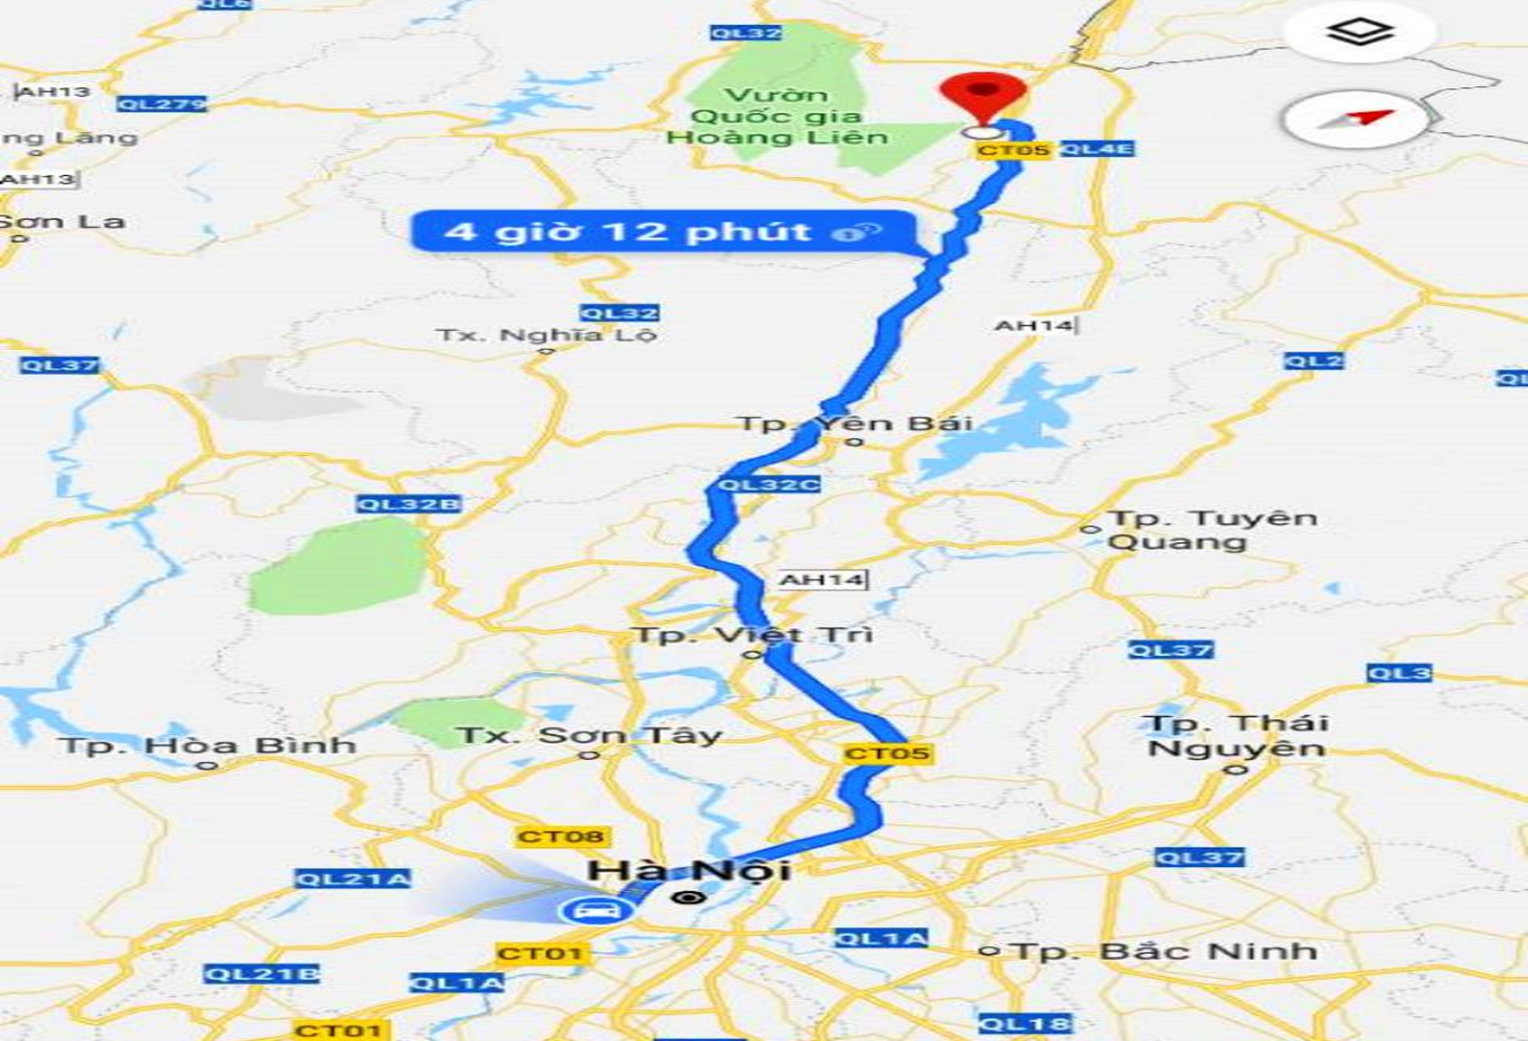 QL6
QL32
AH13
QL279
Vườn
Quốc gia
Hoàng Liên
ng Lăng
CT05
QL4E
AH13
Sơn La
4 giờ 12 phút
QL32
Tx. Nghĩa Lộ
AH14
QL37
QL2
QL
Tp. Yên Bái
QL32C
QL32B
Tp. Tuyên
Quang
AH14
Tp. Việt Trì
QL37
QL3
Tp. Thái
Nguyên
Tp. Hòa Bình
Tx. Sơn Tây
CT05
CT08
QL37
Hà Nội
QL21A
QL1A
CT01
Tp. Bắc Ninh
QL21B
QL1A
QL18
CT01